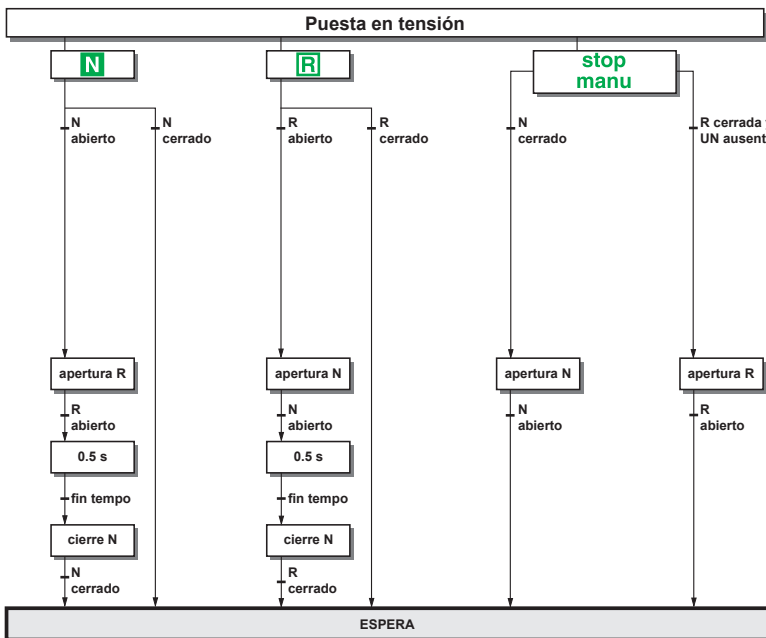 Puesta en tensión
N
R
stop
manu
N
abierto
N
cerrado
R
abierto
R
cerrado
N
cerrado
R cerrada
UN ausent
apertura R
apertura N
apertura N
apertura R
R
abierto
N
abierto
N
abierto
R
abierto
0.5 s
0.5 s
fin tempo
fin tempo
cierre N
cierre N
N
cerrado
R
cerrado
ESPERA